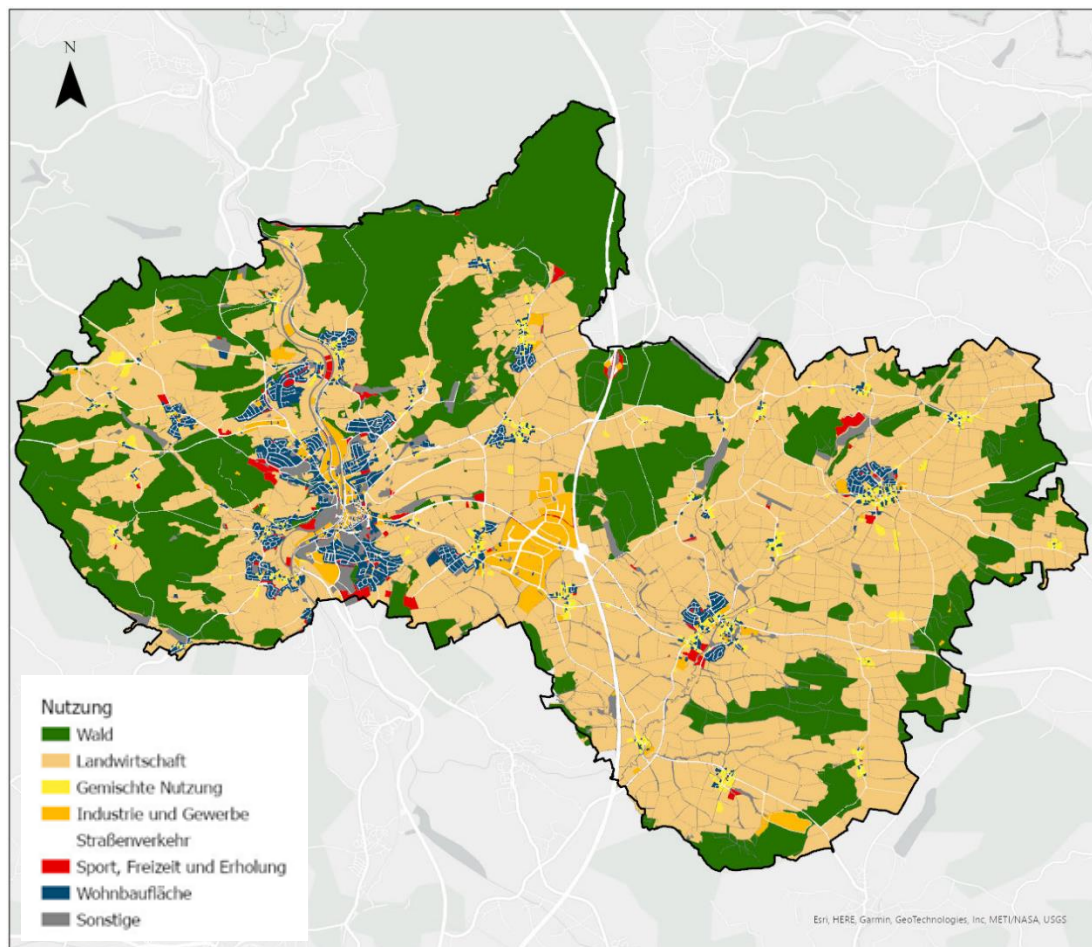 N
Nutzung
Wald
Landwirtschaft
Gemischte Nutzung
Industrie und Gewerbe
Straßenverkehr
Sport, Freizeit und Erholung
Wohnbaufläche
Sonstige
Esri, HERE, Garmin, GeoTechnologies, Inc, METI/NASA, USGS